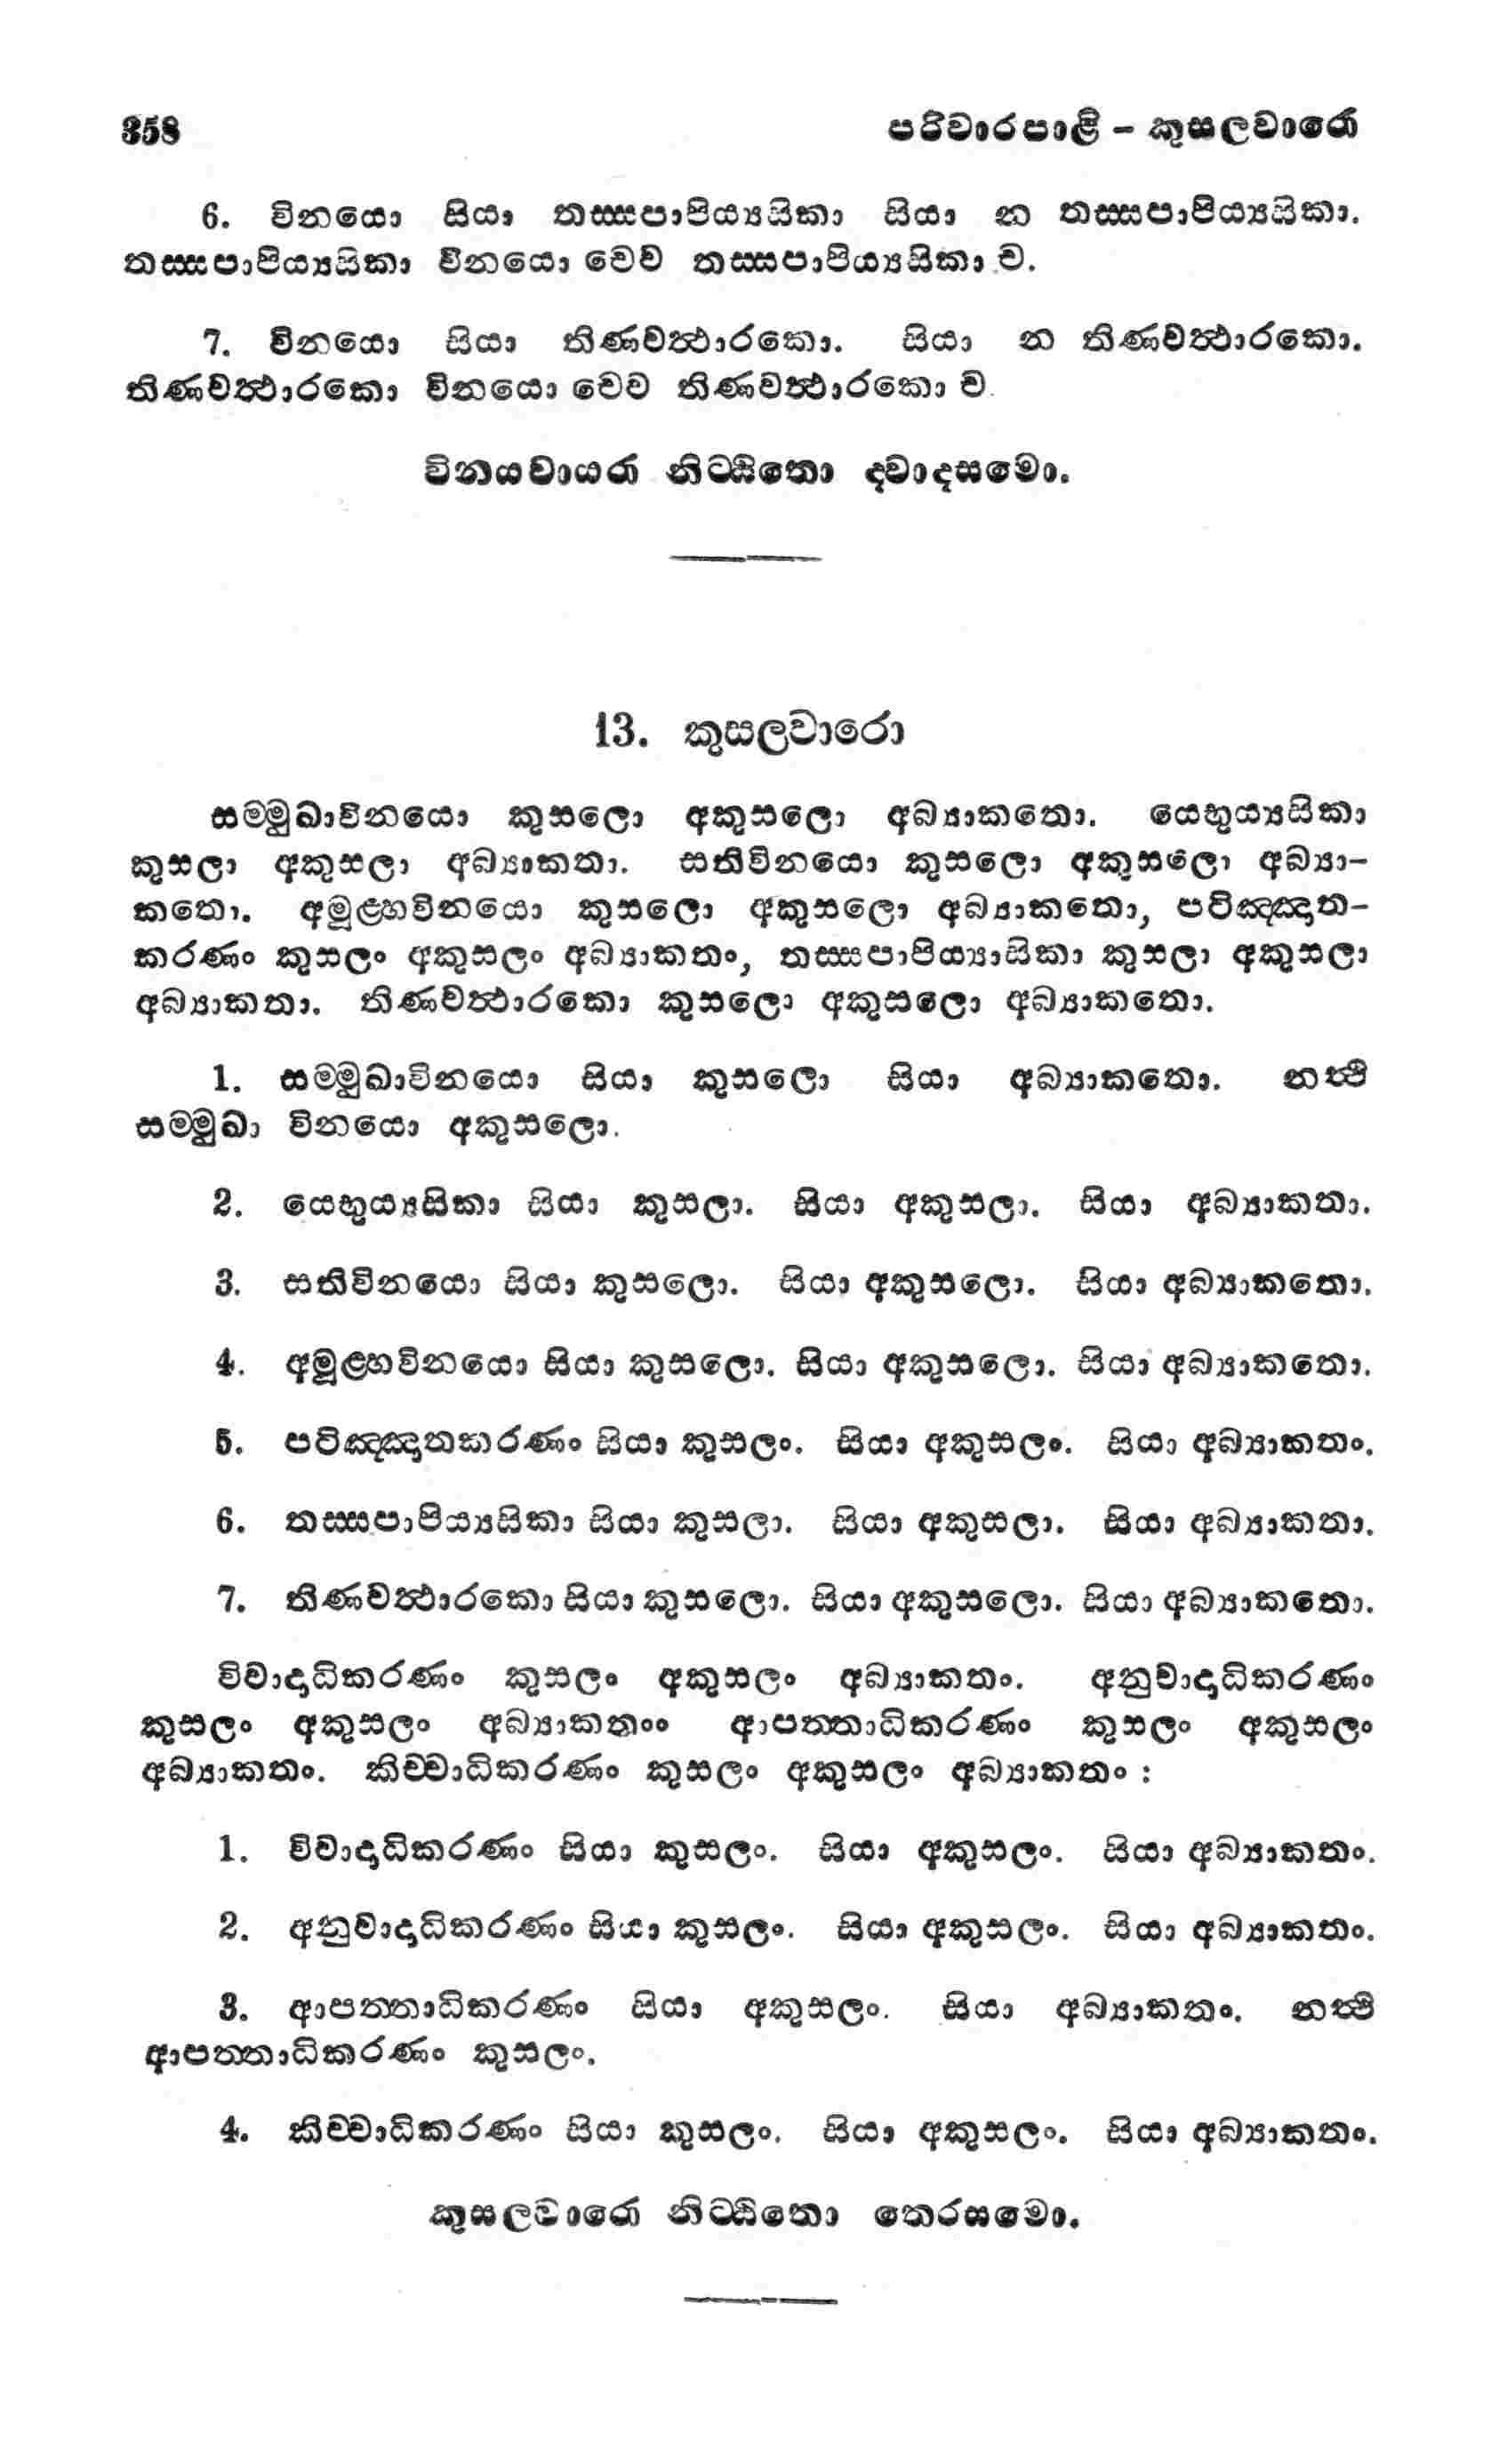 358 පරිවාරපාළි – කුසලවාරෙ
6. විනයො සියා තස්සපාපිය්‍යසිකා සියා න තස්සපාපිය්‍යසිකා.
තස්සපාපිය්‍යසිකා විනයො චෙව තස්සපාපිය්‍යසිකා ච.
7. විනයො සියා තිණවත්‍ථාරකො. සියා න තිණවත්‍ථාරකො.
තිණවත්‍ථාරකො විනයො චෙව තිණවත්‍ථාරකො ච.
විනයවායරා නිට්ඨිතො ද්වාදසමො.
13. කුසලවාරො
සම්මුඛාවිනයො කුසලො අකුසලො අබ්‍යාකතො. යෙභුය්‍යසිකා
කුසලා අකුසලා අබ්‍යාකතා. සතිවිනයො කුසලො අකුසලො අබ්‍යා-
කතො. අමූළ්හවිනයො කුසලො අකුසලො අබ්‍යාකතො, පටිඤ්ඤාත-
කරණං කුසලං අකුසලං අබ්‍යාකතං, තස්සපාපිය්‍යාසිකා කුසලා අකුසලා
අබ්‍යාකතා. තිණවත්‍ථාරකො කුසලො අකුසලො අබ්‍යාකතො.
1. සම්මුඛාවිනයො සියා කුසලො සියා අබ්‍යාකතො. නත්‍ථි
සම්මුඛා විනයො අකුසලො.
2. යෙභුය්‍යසිකා සියා කුසලා. සියා අකුසලා. සියා අබ්‍යාකතා.
3. සතිවිනයො සියා කුසලො. සියා අකුසලො. සියා අබ්‍යාකතො.
4. අමූළ්හවිනයො සියා කුසලො. සියා අකුසලො. සියා අබ්‍යාකතො.
5. පටිඤ්ඤාතකරණං සියා කුසලං. සියා අකුසලං. සියා අබ්‍යාකතං.
6. තස්සපාපිය්‍යසිකා සියා කුසලා. සියා අකුසලා. සියා අබ්‍යාකතා.
7. තිණවත්‍ථාරකො සියා කුසලො. සියා අකුසලො. සියා අබ්‍යාකතො.
විවාදාධිකරණං කුසලං අකුසලං අබ්‍යාකතං. අනුවාදාධිකරණං
කුසලං අකුසලං අබ්‍යාකතංං ආපත්තාධිකරණං කුසලං අකුසලං
අබ්‍යාකතං. කිච්චාධිකරණං කුසලං අකුසලං අබ්‍යාකතං :
1. විවාදාධිකරණං සියා කුසලං. සියා අකුසලං. සියා අබ්‍යාකතං.
2. අනුවාදාධිකරණං සියා කුසලං. සියා අකුසලං. සියා අබ්‍යාකතං.
3. ආපත්තාධිකරණං සියා අකුසලං. සියා අබ්‍යාකතං. නත්‍ථි
ආපත්තාධිකරණං කුසලං.
4. කිච්චාධිකරණං සියා කුසලං. සියා අකුසලං. සියා අබ්‍යාකතං.
කුසලවාරො නිට්ඨිතො තෙරසමො.